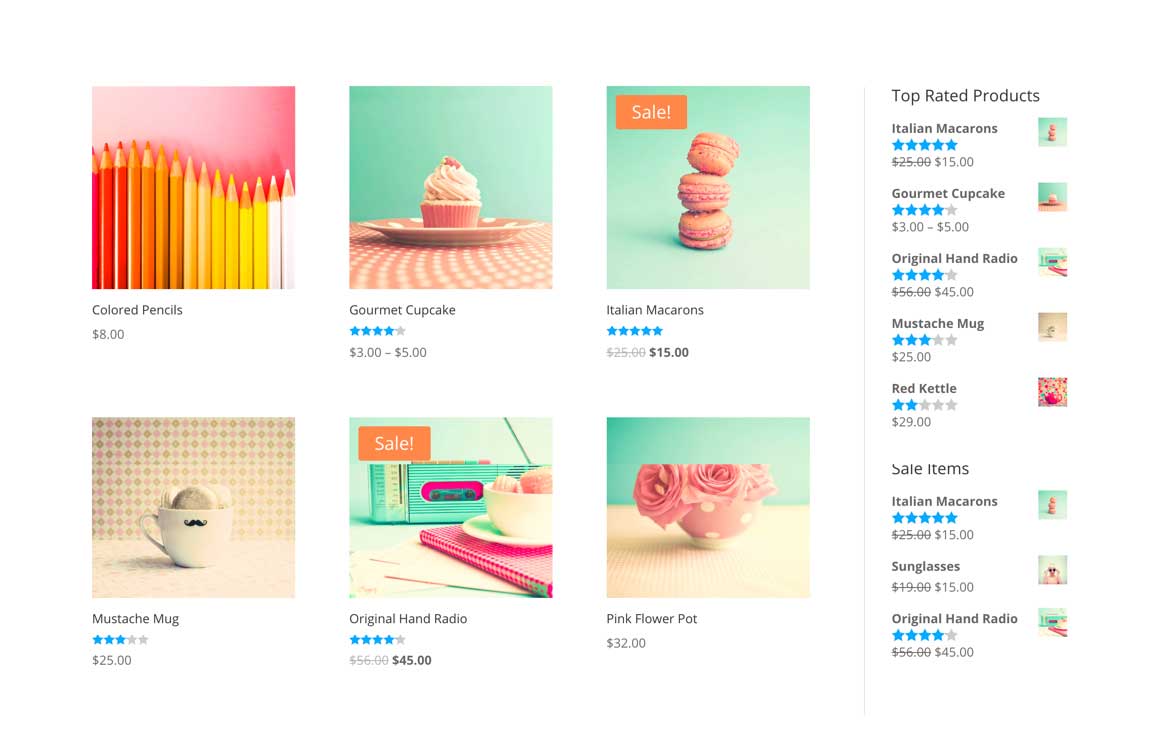 Sale!
Colored Pencils
$8.00
Gourmet Cupcake
$3.00 – $5.00
Italian Macarons
$25.00 $15.00
Sale!
Mustache Mug
$25.00
Original Hand Radio
$56.00 $45.00
Pink Flower Pot
$32.00
Top Rated Products
Italian Macarons
$25.00 $15.00
Gourmet Cupcake
$3.00 – $5.00
Original Hand Radio
$56.00 $45.00
Mustache Mug
$25.00
Red Kettle
$29.00
Sale Items
Italian Macarons
$25.00 $15.00
Sunglasses
$19.00 $15.00
Original Hand Radio
$56.00 $45.00